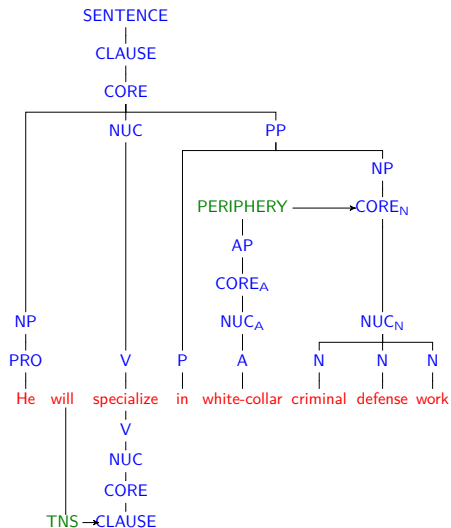 SENTENCE
CLAUSE
CORE
NUC PP
NP
PERIPHERY CORE_N
AP
CORE_A
NP NUC_A NUC_N
PRO V P A N N N
He will specialize in white-collar criminal defense work
V
NUC
CORE
TNS CLAUSE